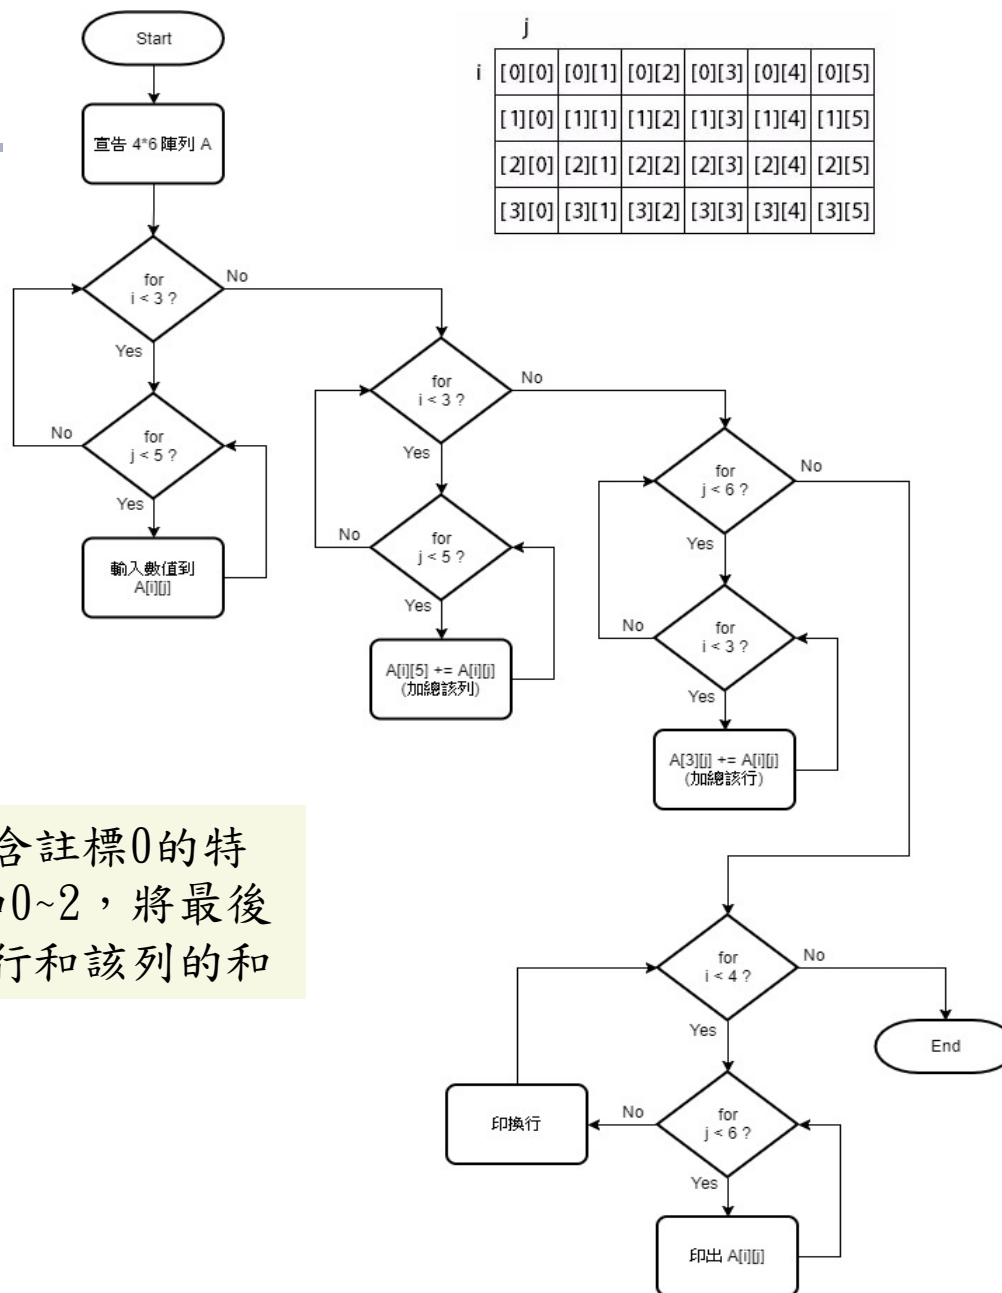 Start
宣告 4*6 陣列 A
j
i
[0][0] [0][1] [0][2] [0][3] [0][4] [0][5]
[1][0] [1][1] [1][2] [1][3] [1][4] [1][5]
[2][0] [2][1] [2][2] [2][3] [2][4] [2][5]
[3][0] [3][1] [3][2] [3][3] [3][4] [3][5]
for
i < 3 ?
No
Yes
for
j < 5 ?
No
Yes
輸入數值到
A[i][j]
for
i < 3 ?
No
Yes
for
j < 5 ?
No
Yes
A[i][5] += A[i][j]
(加總該列)
for
j < 6 ?
No
Yes
for
i < 3 ?
No
Yes
A[3][j] += A[i][j]
(加總該行)
含註標0的特
0~2，將最後
行和該列的和
for
i < 4 ?
No
Yes
End
for
j < 6 ?
No
Yes
印換行
印出 A[i][j]